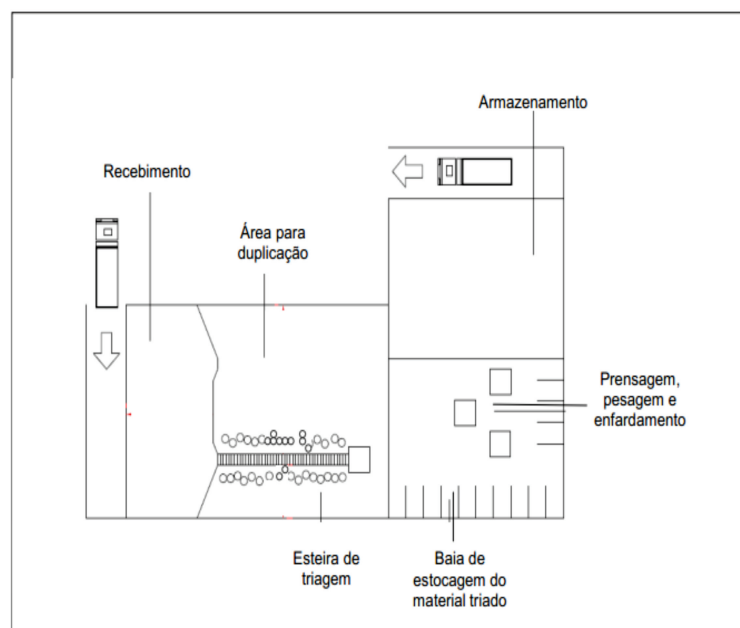 Armazenamento
Recebimento
Área para
duplicação
Prensagem,
pesagem e
enfardamento
Esteira de
triagem
Baia de
estocagem do
material triado